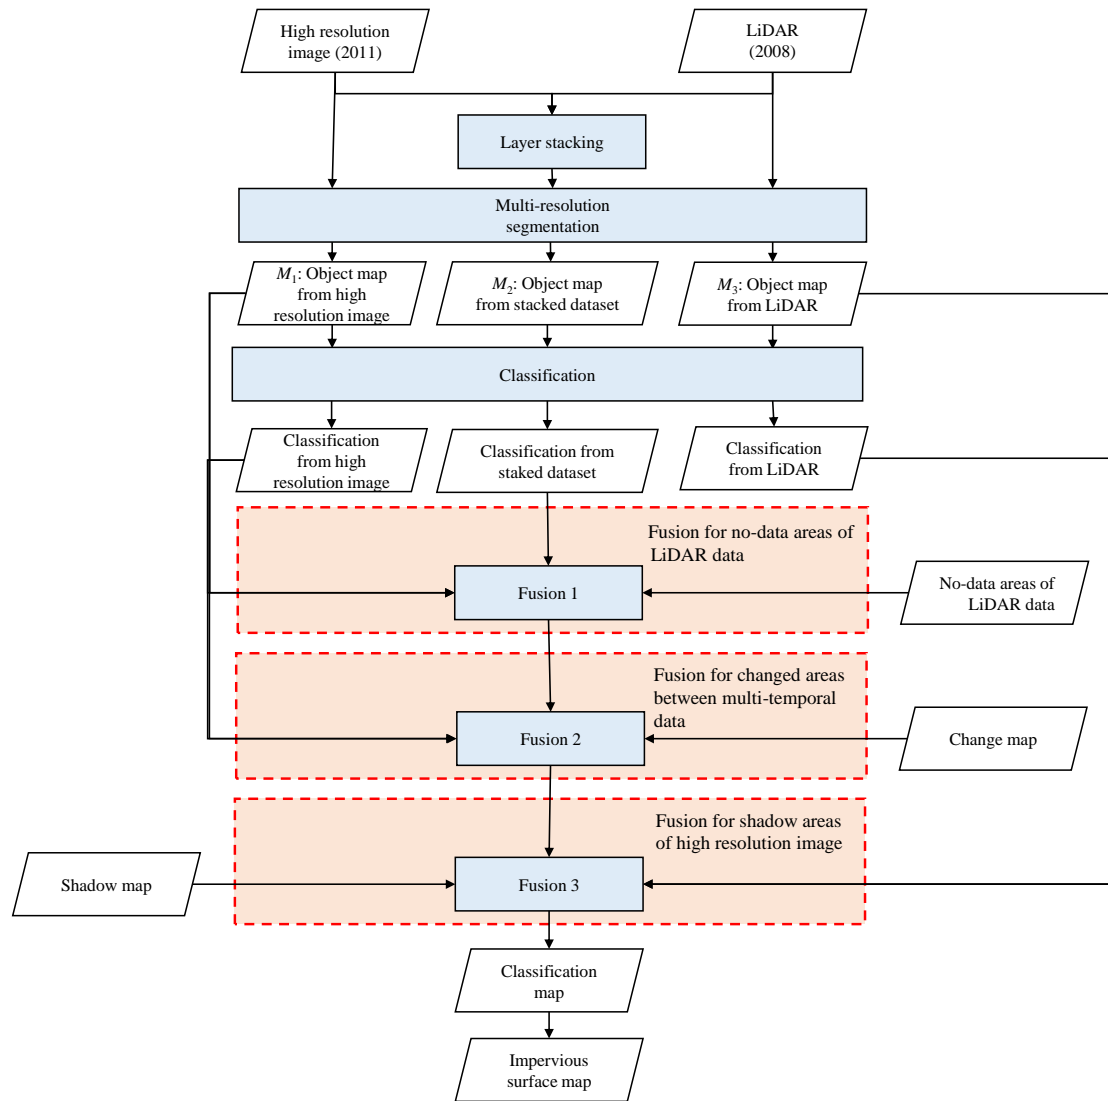 High resolution
image (2011)
LiDAR
(2008)
Layer stacking
Multi-resolution
segmentation
M1: Object map
from high
resolution image
M2: Object map
from stacked dataset
M3: Object map
from LiDAR
Classification
Classification
from high
resolution image
Classification from
staked dataset
Classification
from LiDAR
Fusion for no-data areas of
LiDAR data
Fusion 1
No-data areas of
LiDAR data
Fusion for changed areas
between multi-temporal
data
Fusion 2
Change map
Fusion for shadow areas
of high resolution image
Shadow map
Fusion 3
Classification
map
Impervious
surface map